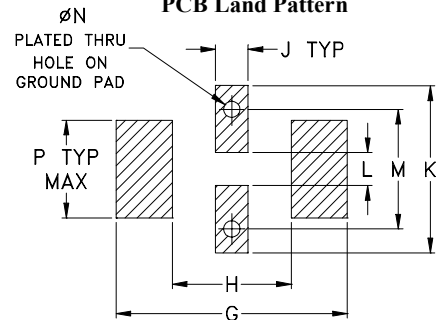 PCB Land Pattern
øN
PLATED THRU
HOLE ON
GROUND PAD
J TYP
P TYP
MAX
L
M
K
H
G